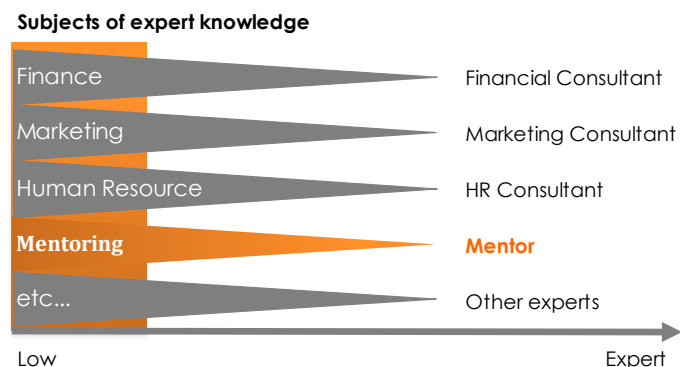 Subjects of expert knowledge
Finance
Financial Consultant
Marketing
Marketing Consultant
Human Resource
HR Consultant
Mentoring
Mentor
etc...
Other experts
Low
Expert